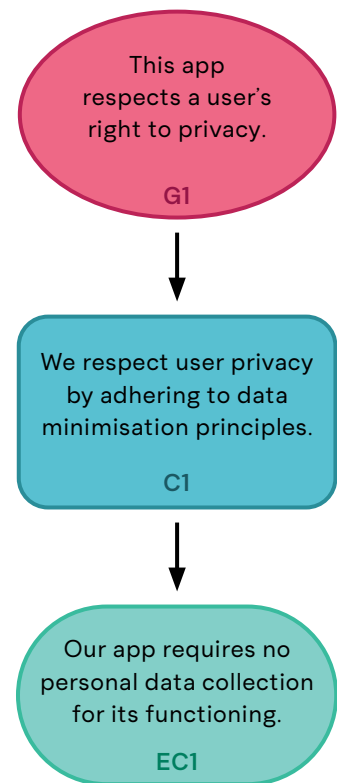 This app
respects a user's
right to privacy.
G1
We respect user privacy
by adhering to data
minimisation principles.
C1
Our app requires no
personal data collection
for its functioning.
EC1